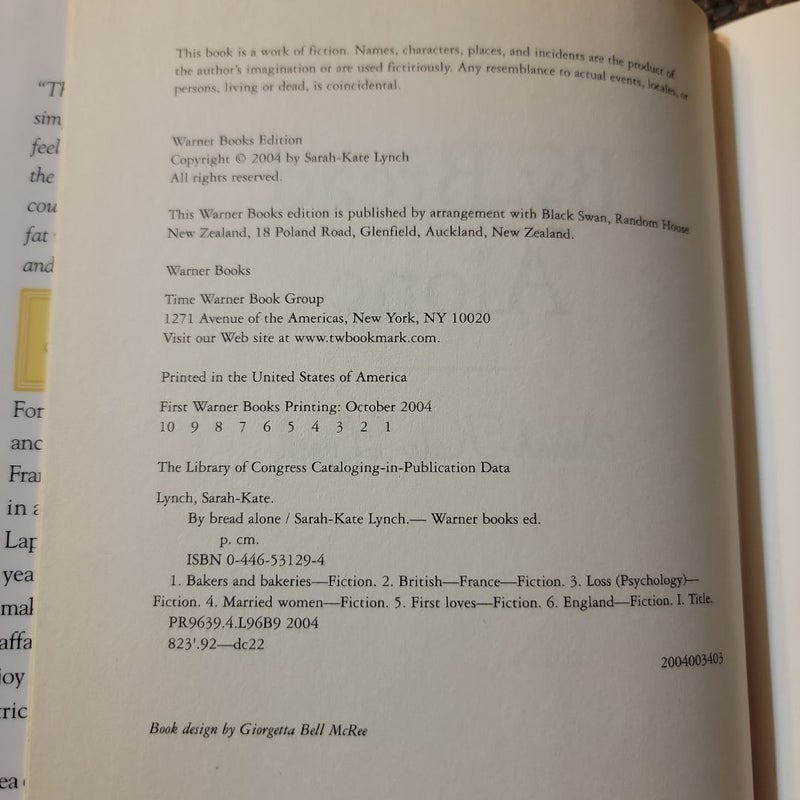 This book is a work of fiction. Names, characters, places, and incidents are the product of
the author's imagination or are used fictitiously. Any resemblance to actual events, locales, or
persons, living or dead, is coincidental.
Warner Books Edition
Copyright © 2004 by Sarah-Kate Lynch
All rights reserved.
This Warner Books edition is published by arrangement with Black Swan, Random House
New Zealand, 18 Poland Road, Glenfield, Auckland, New Zealand.
Warner Books
Time Warner Book Group
1271 Avenue of the Americas, New York, NY 10020
Visit our Web site at www.twbookmark.com.
Printed in the United States of America
First Warner Books Printing: October 2004
10 9 8 7 6 5 4 3 2 1
The Library of Congress Cataloging-in-Publication Data
Lynch, Sarah-Kate.
By bread alone / Sarah-Kate Lynch.— Warner books ed.
p. cm.
ISBN 0-446-53129-4
1. Bakers and bakeries—Fiction. 2. British—France—Fiction. 3. Loss (Psychology)—
Fiction. 4. Married women—Fiction. 5. First loves—Fiction. 6. England—Fiction. I. Title.
PR9639.4.L96B9 2004
823'.92—dc22
2004003403
Book design by Giorgetta Bell McRee
the
fat
and
For
in a